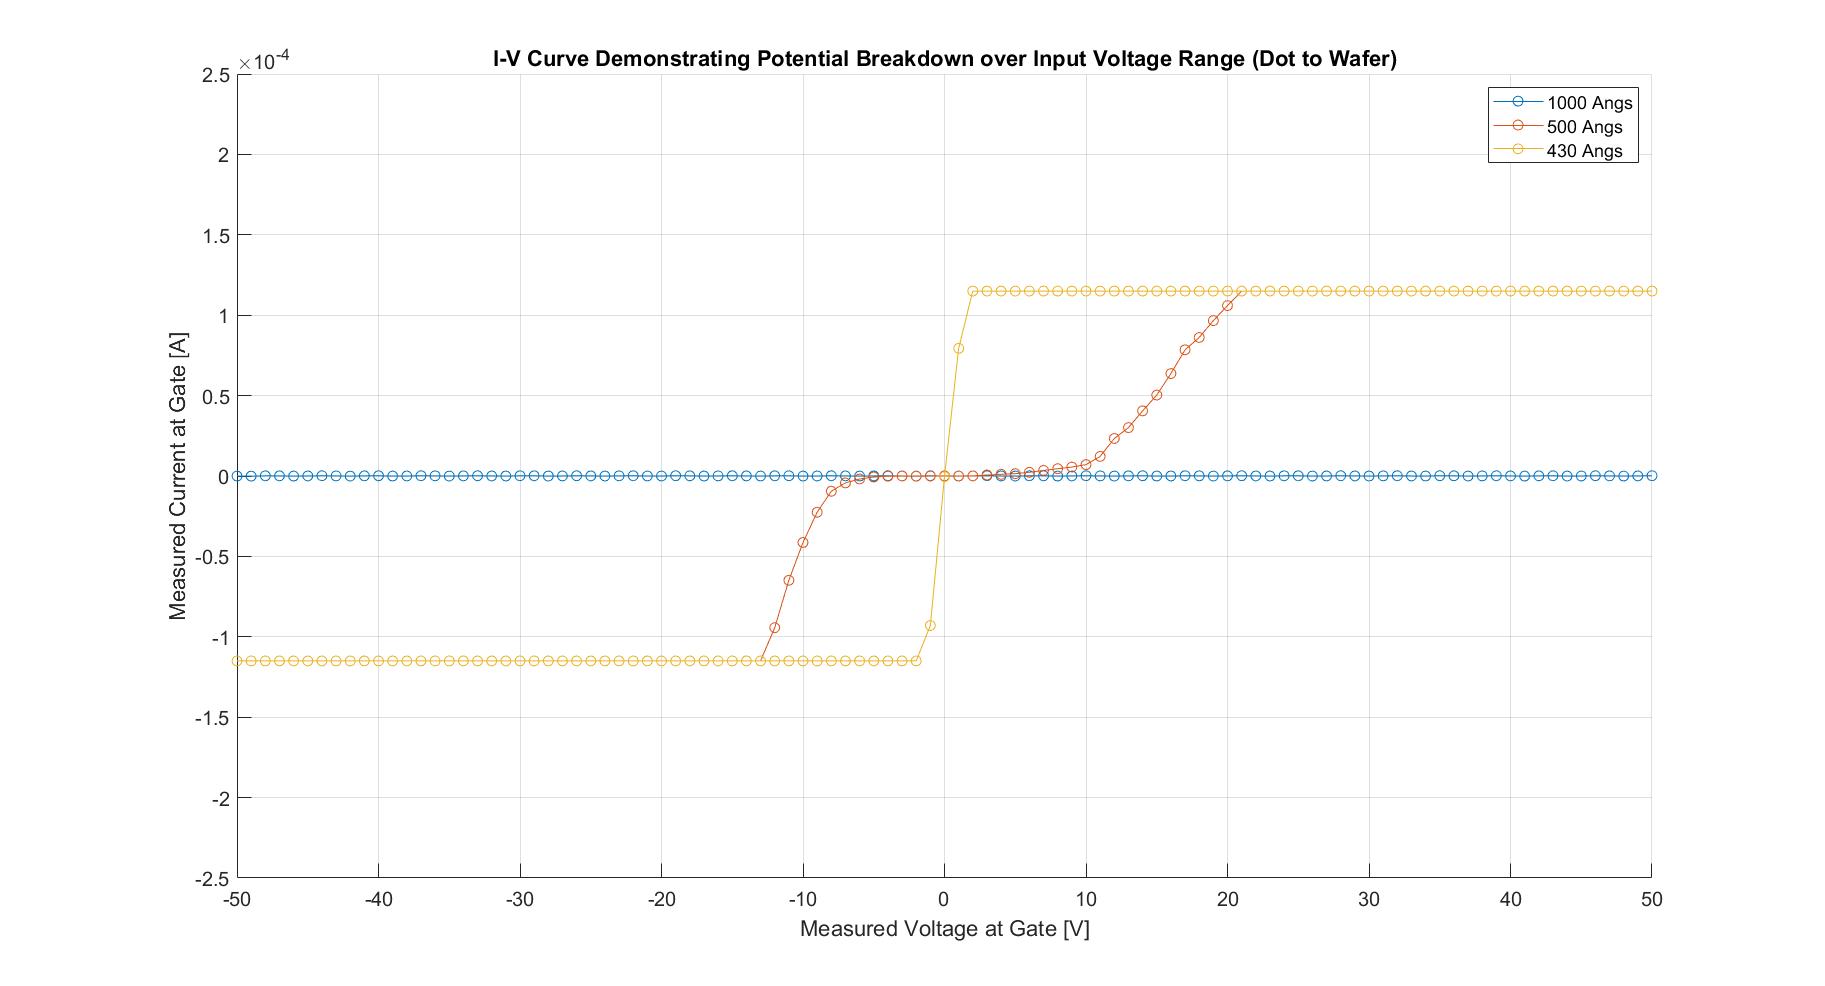 I-V Curve Demonstrating Potential Breakdown over Input Voltage Range (Dot to Wafer)
×10-4
2.5
2
1.5
1
0.5
0
-0.5
-1
-1.5
-2
-2.5
Measured Current at Gate [A]
1000 Angs
500 Angs
430 Angs
-50 -40 -30 -20 -10 0 10 20 30 40 50
Measured Voltage at Gate [V]